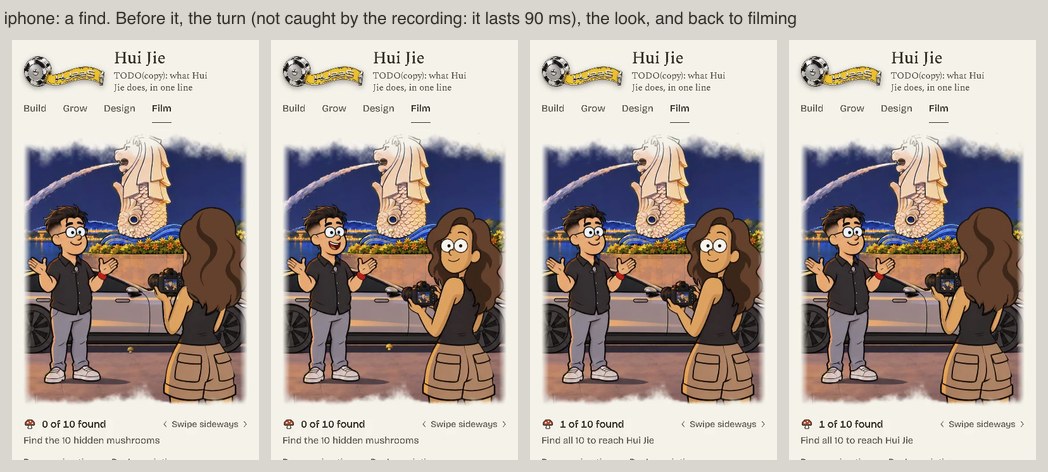 iphone: a find. Before it, the turn (not caught by the recording: it lasts 90 ms), the look, and back to filming
Hui Jie
TODO(copy): what Hui
Jie does, in one line
Build Grow Design Film
0 of 10 found
‹ Swipe sideways ›
Find the 10 hidden mushrooms
Hui Jie
TODO(copy): what Hui
Jie does, in one line
Build Grow Design Film
0 of 10 found
‹ Swipe sideways ›
Find the 10 hidden mushrooms
Hui Jie
TODO(copy): what Hui
Jie does, in one line
Build Grow Design Film
1 of 10 found
‹ Swipe sideways ›
Find all 10 to reach Hui Jie
Hui Jie
TODO(copy): what Hui
Jie does, in one line
Build Grow Design Film
1 of 10 found
‹ Swipe sideways ›
Find all 10 to reach Hui Jie